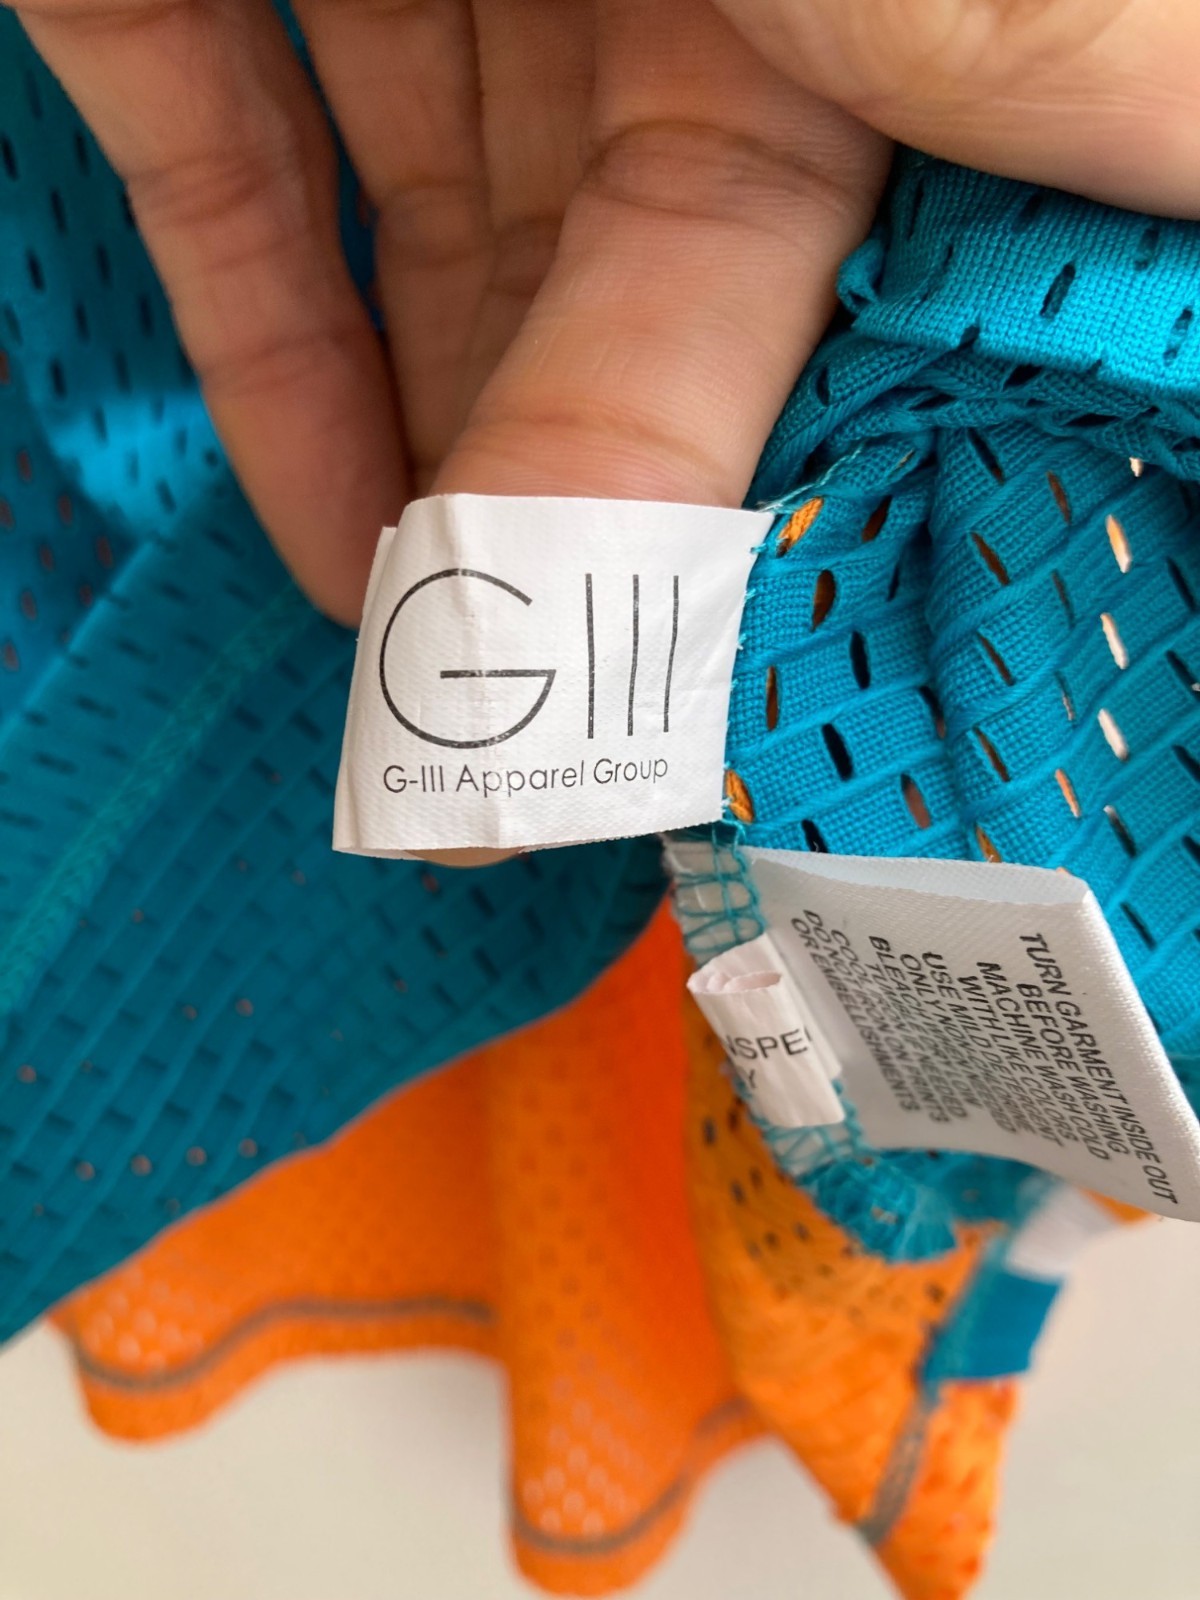 GIII
G-III Apparel Group
TURN GARMENT INSIDE OUT
BEFORE WASHING
MACHINE WASH COLD
WITH LIKE COLORS
USE MILD DETERGENT
ONLY NON-CHLORINE
BLEACH IF NEEDED
TUMBLE DRY LOW
COOL IRON IF NEEDED
DO NOT IRON ON PRINTS
OR EMBELLISHMENTS
NSPE
Y